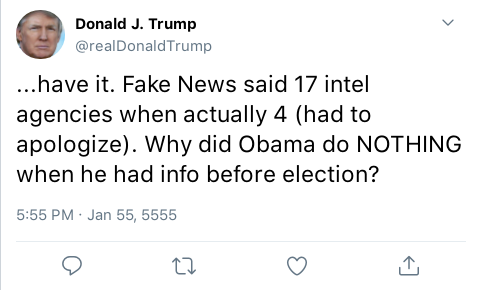 Donald J. Trump
@realDonaldTrump
...have it. Fake News said 17 intel
agencies when actually 4 (had to
apologize). Why did Obama do NOTHING
when he had info before election?
5:55 PM · Jan 55, 5555